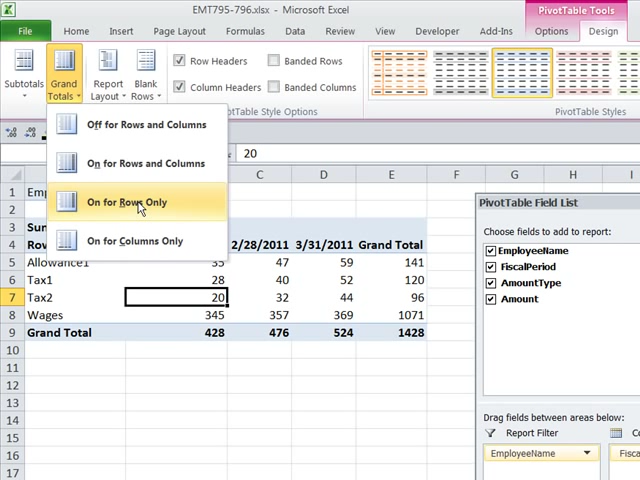 EMT795-796.xlsx - Microsoft Excel
PivotTable Tools
File Home Insert Page Layout Formulas Data Review View Developer Add-Ins Options Design
Subtotals
Grand Totals
Report Layout
Blank Rows
Row Headers
Banded Rows
Column Headers
Banded Columns
PivotTable Style Options
PivotTable Styles
Off for Rows and Columns
On for Rows and Columns
On for Rows Only
On for Columns Only
20
C D E F G H I
1 Emp
2
3 Sum
4 Row 2/28/2011 3/31/2011 Grand Total
5 Allowance1 35 47 59 141
6 Tax1 28 40 52 120
7 Tax2 20 32 44 96
8 Wages 345 357 369 1071
9 Grand Total 428 476 524 1428
10
11
12
13
14
15
16
17
PivotTable Field List
Choose fields to add to report:
EmployeeName
FiscalPeriod
AmountType
Amount
Drag fields between areas below:
Report Filter
Co
EmployeeName
Fisca